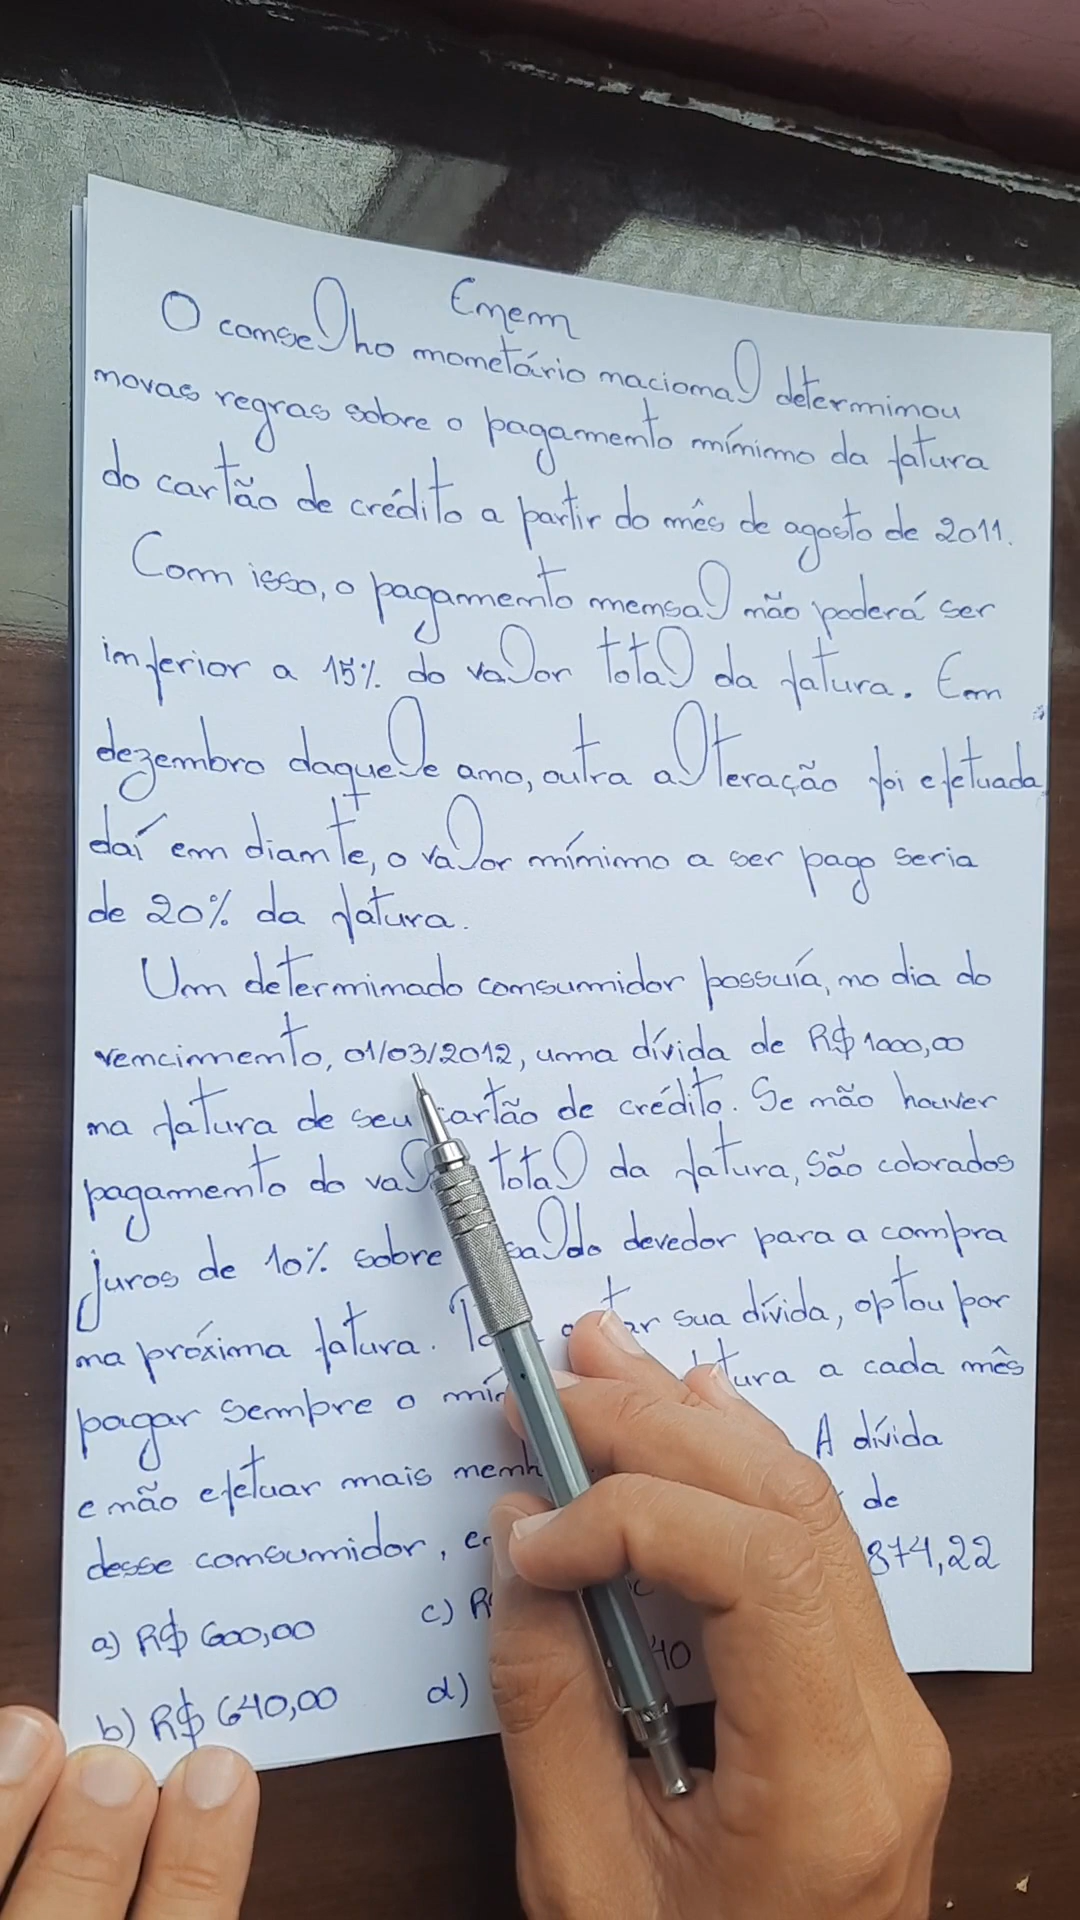 Enem
O conselho monetário nacional determinou
novas regras sobre o pagamento mínimo da fatura
do cartão de crédito a partir do mês de agosto de 2011.
Com isso, o pagamento mensal não poderá ser
inferior a 15% do valor total da fatura. Em
dezembro daquele ano, outra alteração foi efetuada
daí em diante, o valor mínimo a ser pago seria
de 20% da fatura.
Um determinado consumidor possuía, no dia do
vencimento, 01/03/2012, uma dívida de R$ 1000,00
na fatura de seu cartão de crédito. Se não houver
pagamento do total da fatura, são cobrados
juros de 10% sobre saldo devedor para a compra
na próxima fatura. sua dívida, optou por
pagar sempre o a cada mês
e não efetuar mais A dívida
desse consumidor, de
a) R$ 600,00 c) 874,22
b) R$ 640,00 d) 40